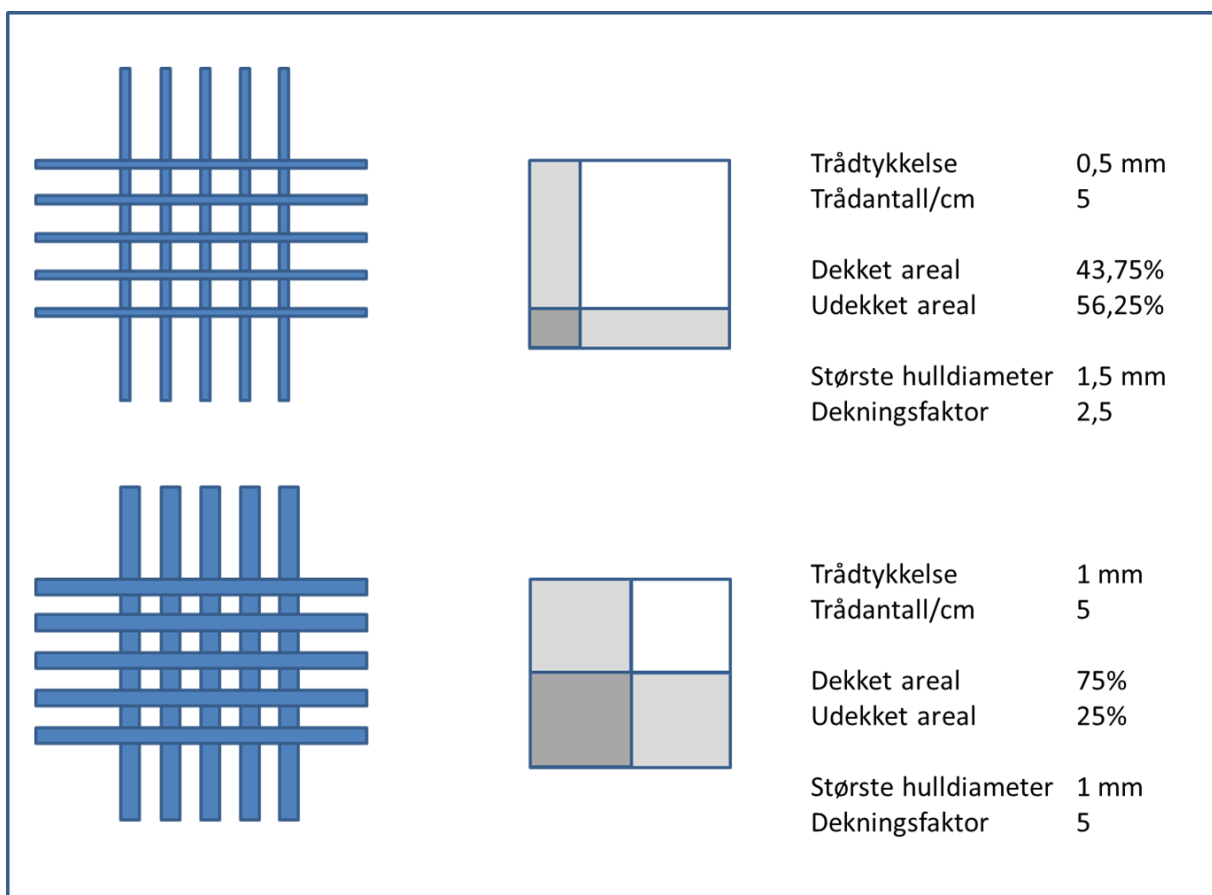 Trådtykkelse 0,5 mm
Trådantall/cm 5
Dekket areal 43,75%
Udekket areal 56,25%
Største hulldiameter 1,5 mm
Dekningsfaktor 2,5
Trådtykkelse 1 mm
Trådantall/cm 5
Dekket areal 75%
Udekket areal 25%
Største hulldiameter 1 mm
Dekningsfaktor 5